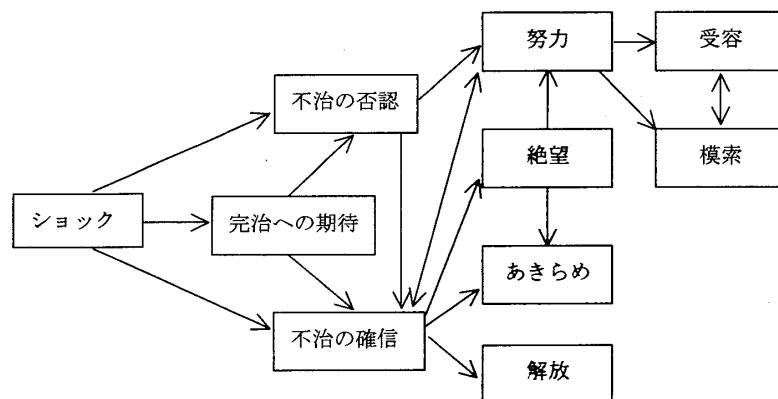 努力
受容
不治の否認
絶望
模索
ショック
完治への期待
あきらめ
不治の確信
解放